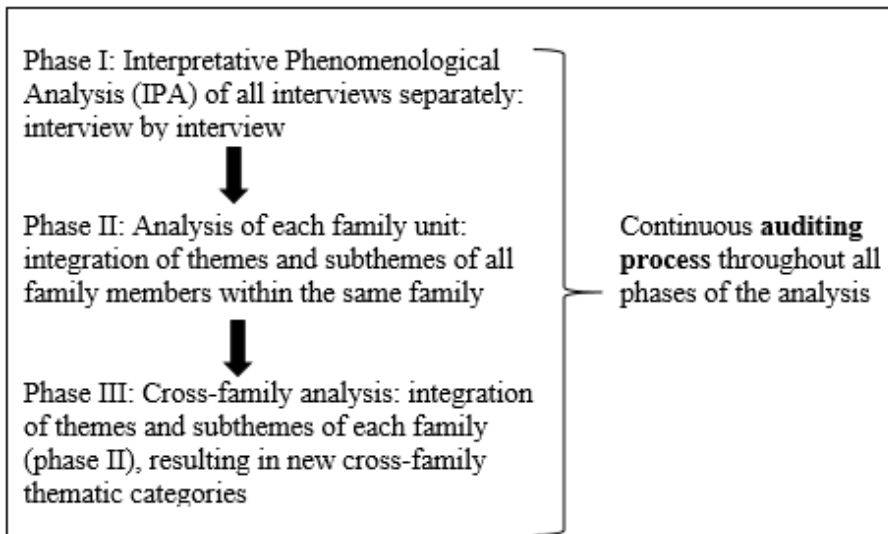 Phase I: Interpretative Phenomenological
Analysis (IPA) of all interviews separately:
interview by interview
Phase II: Analysis of each family unit:
integration of themes and subthemes of all
family members within the same family
Phase III: Cross-family analysis: integration
of themes and subthemes of each family
(phase II), resulting in new cross-family
thematic categories
Continuous auditing
process throughout all
phases of the analysis